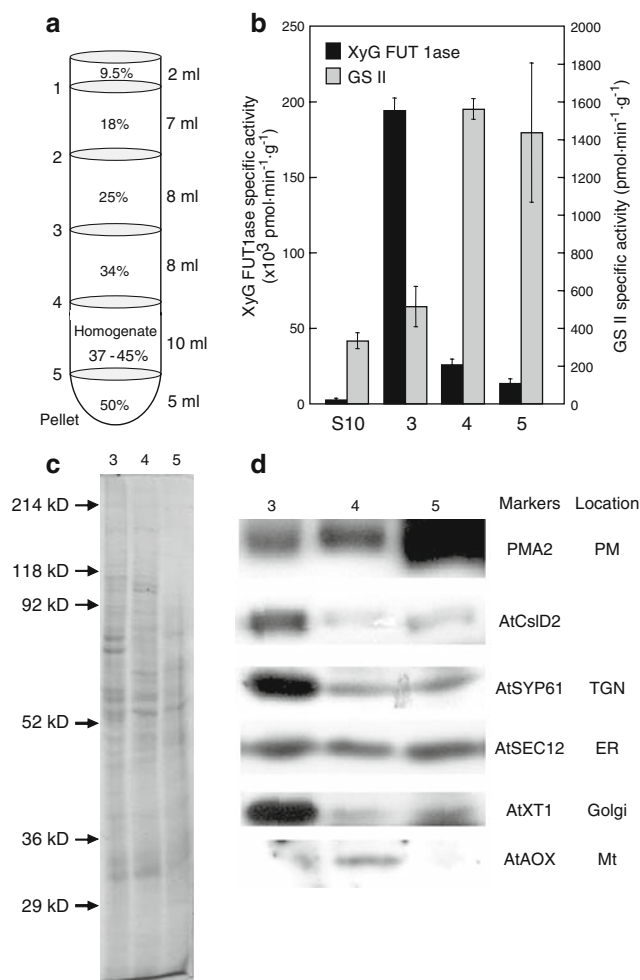 a
9.5%
2 ml
1
18%
7 ml
2
25%
8 ml
3
34%
8 ml
4
Homogenate
37 - 45%
10 ml
5
50%
5 ml
Pellet
b
XyG FUT 1ase
GS II
XyG FUT1ase specific activity
(x10³ pmol·min⁻¹·g⁻¹)
250
200
150
100
50
0
2000
1800
1600
1400
1200
1000
800
600
400
200
0
GS II specific activity (pmol·min⁻¹·g⁻¹)
S10 3 4 5
c
3 4 5
214 kD
118 kD
92 kD
52 kD
36 kD
29 kD
d
3 4 5 Markers Location
PMA2 PM
AtCslD2
AtSYP61 TGN
AtSEC12 ER
AtXT1 Golgi
AtAOX Mt